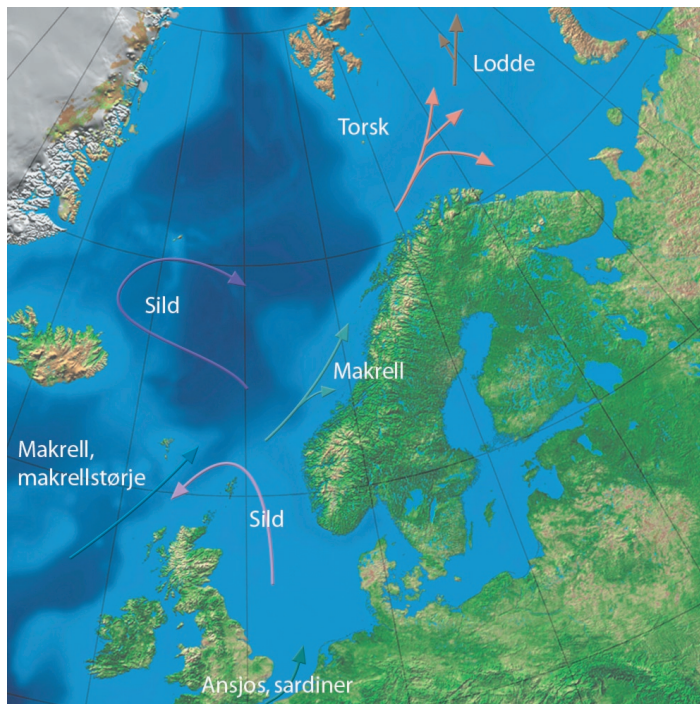 Lodde
Torsk
Sild
Makrell
Makrell,
makrellstørje
Sild
Ansjos, sardiner